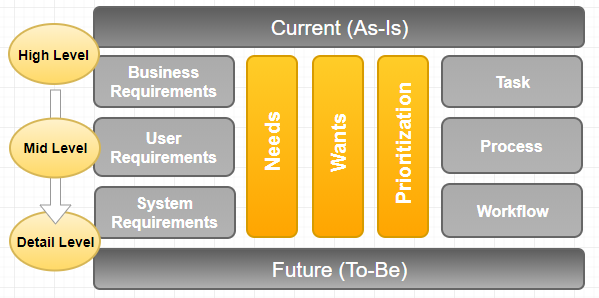 Current (As-Is)
High Level
Mid Level
Detail Level
Business
Requirements
User
Requirements
System
Requirements
Needs
Wants
Prioritization
Task
Process
Workflow
Future (To-Be)